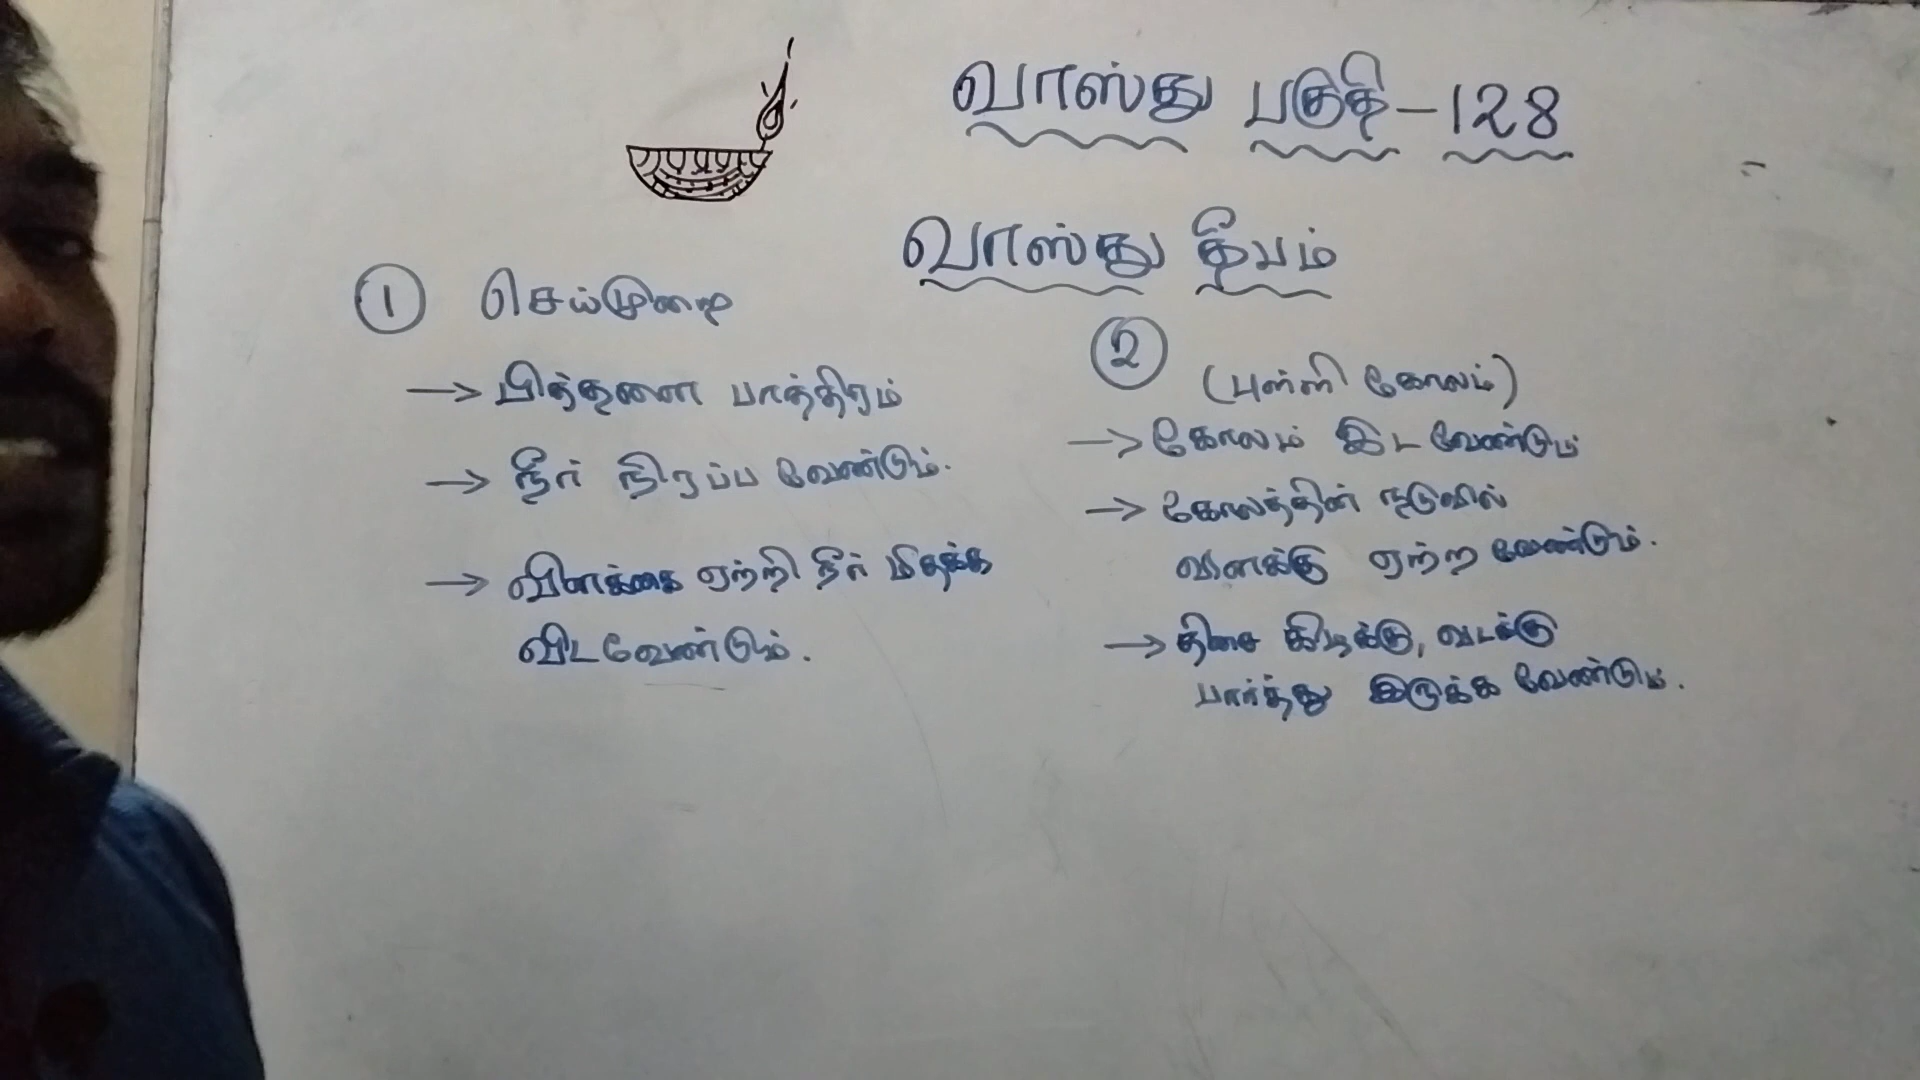 வாஸ்து பகுதி - 128
வாஸ்து தீபம்
① செய்முறை
→ பித்தளை பாத்திரம்
→ நீர் நிரப்ப வேண்டும்.
→ விளக்கை ஏற்றி நீர் மிதக்க
விட வேண்டும்.
②
(புள்ளி கோலம்)
→ கோலம் இட வேண்டும்
→ கோலத்தின் நடுவில்
விளக்கு ஏற்ற வேண்டும்.
→ திசை கிழக்கு, வடக்கு
பார்த்து இருக்க வேண்டும்.